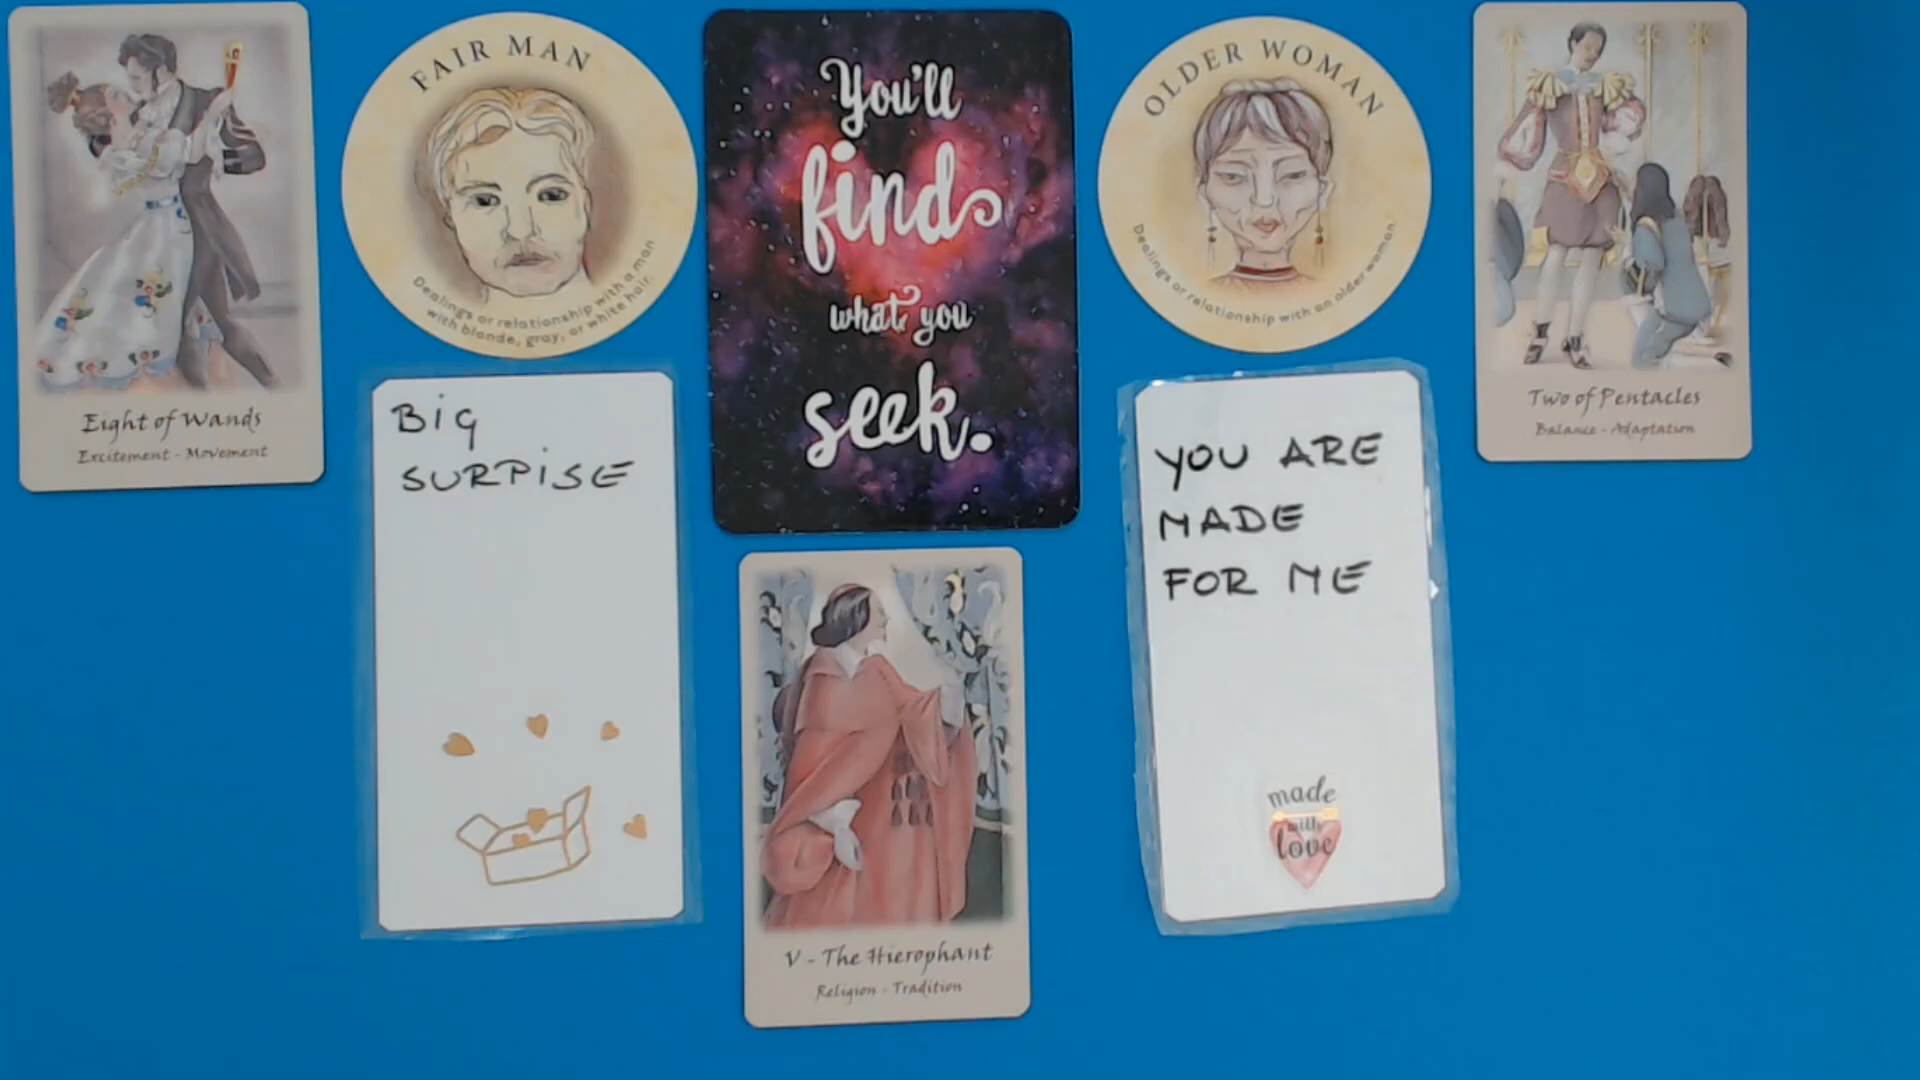 Eight of Wands
Excitement - Movement
FAIR MAN
Dealings or relationship with a man
with blonde, gray, or white hair.
BiG
SURPiSE
You'll
find
what you
seek.
V - The Hierophant
Religion - Tradition
OLDER WOMAN
Dealings or relationship with an older woman.
YOU ARE
MADE
FOR ME
made
with
love
Two of Pentacles
Balance - Adaptation